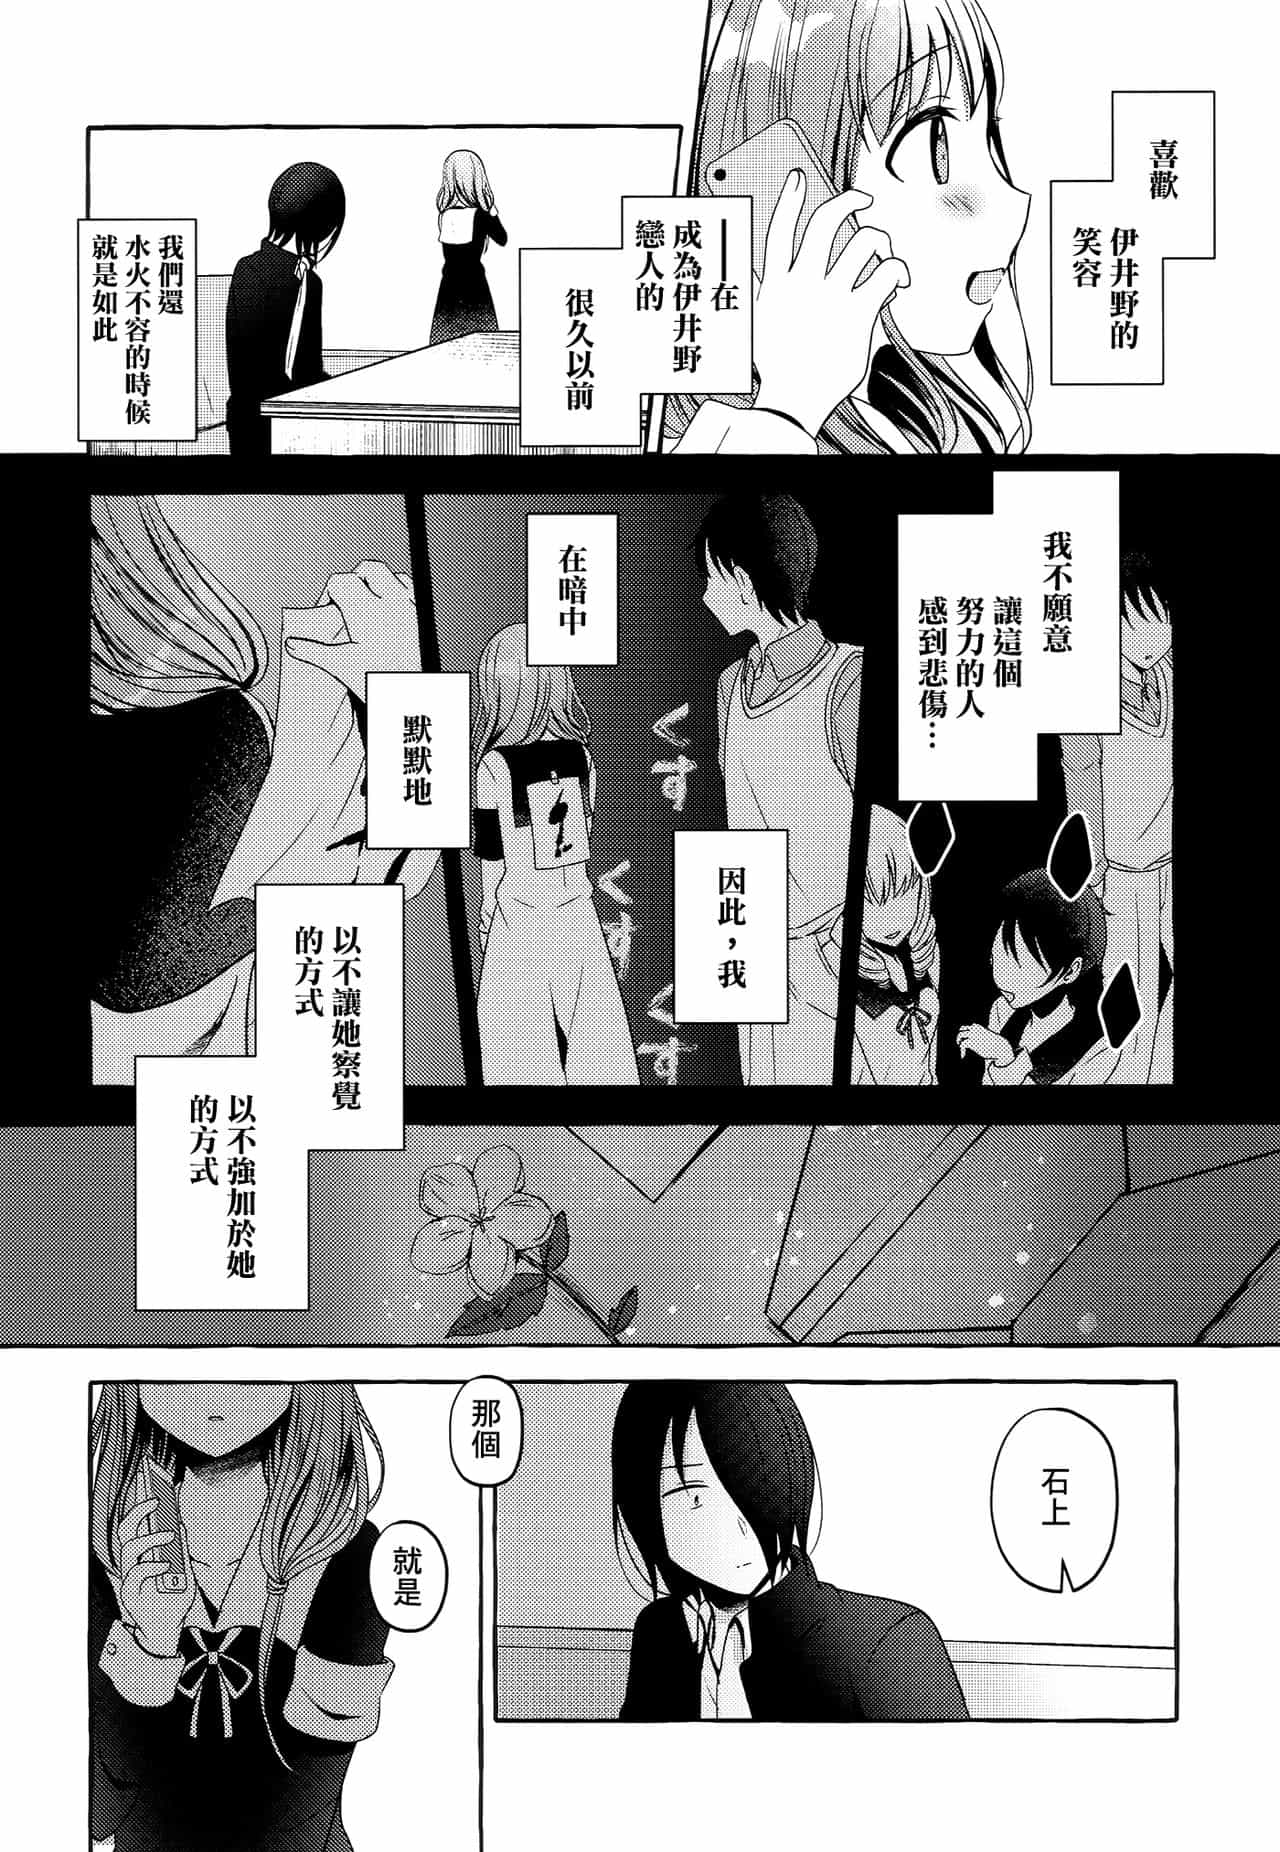 喜歡
伊井野的
笑容
——在
成為伊井野
戀人的
很久以前
我們還
水火不容的時候
就是如此
我不願意
讓這個
努力的人
感到悲傷…
因此，我
くす
くす
くす
在暗中
默默地
以不讓她察覺
的方式
以不強加於她
的方式
石上
那個
就是